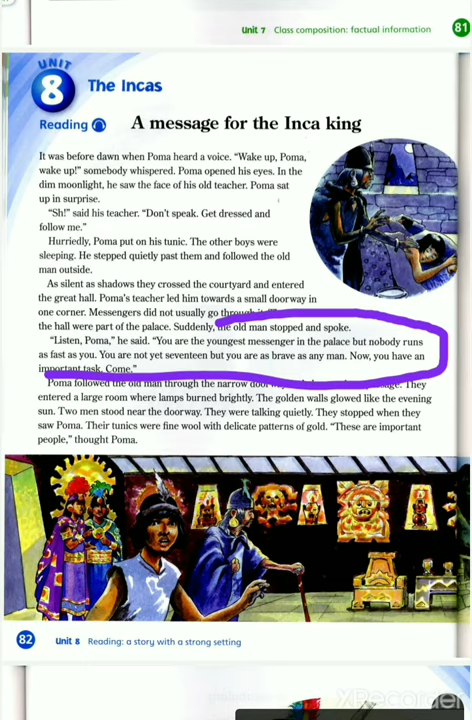 Unit 7 Class composition: factual information 81
UNIT
8 The Incas
Reading A message for the Inca king
It was before dawn when Poma heard a voice. “Wake up, Poma,
wake up!” somebody whispered. Poma opened his eyes. In the
dim moonlight, he saw the face of his old teacher. Poma sat
up in surprise.
“Sh!” said his teacher. “Don’t speak. Get dressed and
follow me.”
Hurriedly, Poma put on his tunic. The other boys were
sleeping. He stepped quietly past them and followed the old
man outside.
As silent as shadows they crossed the courtyard and entered
the great hall. Poma’s teacher led him towards a small doorway in
one corner. Messengers did not usually go through
the hall were part of the palace. Suddenly, the old man stopped and spoke.
“Listen, Poma,” he said. “You are the youngest messenger in the palace but nobody runs
as fast as you. You are not yet seventeen but you are as brave as any man. Now, you have an
important task. Come.”
Poma followed the old man through the narrow They
entered a large room where lamps burned brightly. The golden walls glowed like the evening
sun. Two men stood near the doorway. They were talking quietly. They stopped when they
saw Poma. Their tunics were fine wool with delicate patterns of gold. “These are important
people,” thought Poma.
82 Unit 8 Reading: a story with a strong setting
XRecorder